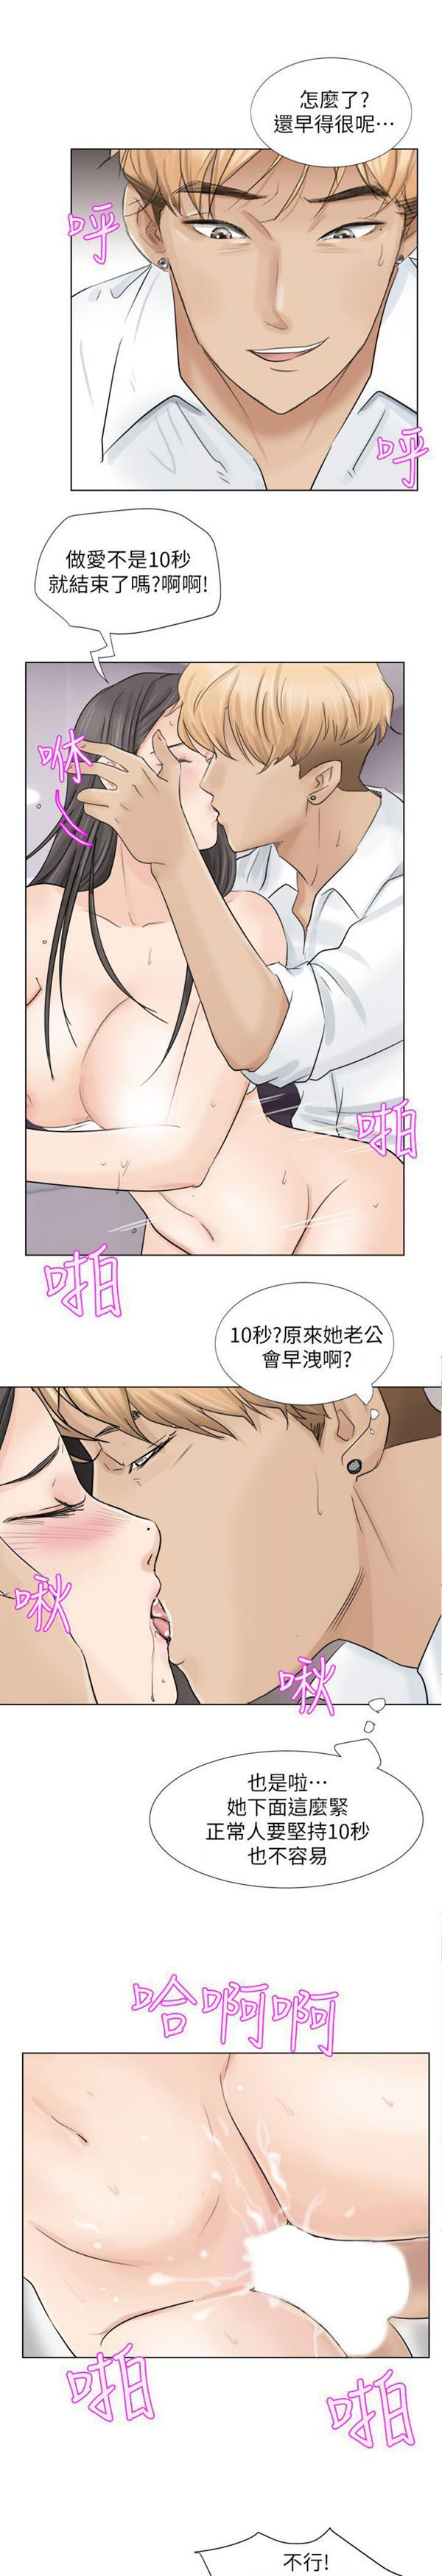 怎麼了?
還早得很呢…
呼
呼
做愛不是10秒
就結束了嗎?啊啊!
咻
啪
啪
10秒?原來她老公
會早洩啊?
啾
啾
也是啦…
她下面這麼緊
正常人要堅持10秒
也不容易
哈啊啊
啪
啪
不行!